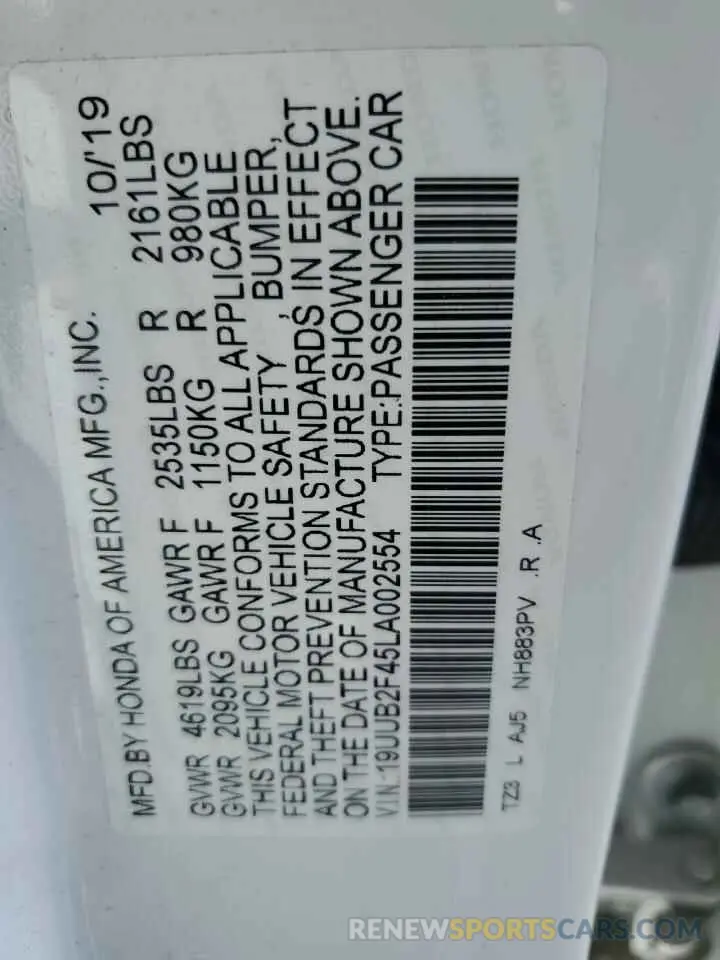 MFD.BY HONDA OF AMERICA MFG.,INC. 10/'19
GVWR 4619LBS GAWR F 2535LBS R 2161LBS
GVWR 2095KG GAWR F 1150KG R 980KG
THIS VEHICLE CONFORMS TO ALL APPLICABLE
FEDERAL MOTOR VEHICLE SAFETY , BUMPER,
AND THEFT PREVENTION STANDARDS IN EFFECT
ON THE DATE OF MANUFACTURE SHOWN ABOVE.
V.I.N.:19UUB2F45LA002554 TYPE:PASSENGER CAR
TZ3 L AJ5 NH883PV .R .A
RENEWSPORTSCARS.COM